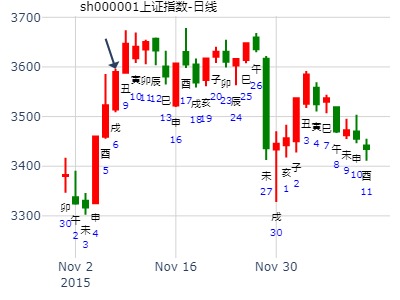 sh000001上证指数-日线
3700
3600
3500
3400
3300
卯
30
午
2
未
3
申
4
酉
5
戌
6
丑
9
寅
10
卯
11
辰
12
巳
13
申
16
酉
17
戌
18
亥
19
子
20
丑
23
辰
24
巳
25
午
26
未
27
戌
30
亥
1
子
2
丑
3
寅
4
巳
7
午
8
未
9
申
10
酉
11
Nov 2
2015
Nov 16
Nov 30